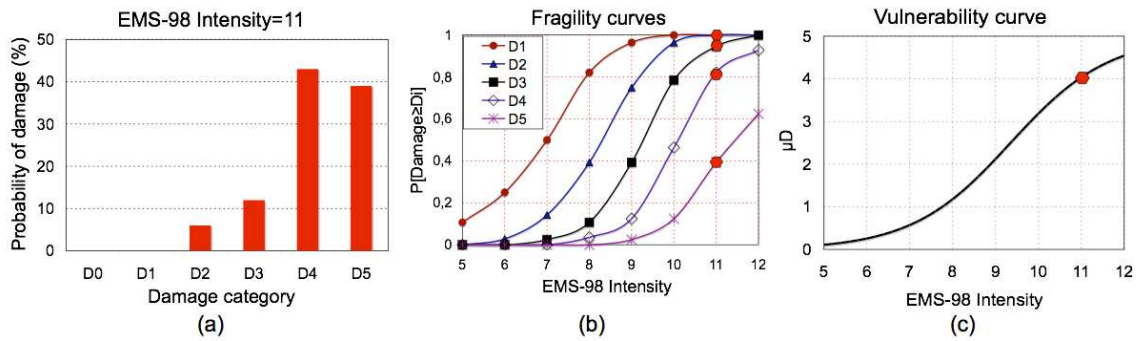 EMS-98 Intensity=11
Probability of damage (%)
50
40
30
20
10
0
D0 D1 D2 D3 D4 D5
Damage category
(a)
Fragility curves
P[Damage≥Di]
1
0,8
0,6
0,4
0,2
0
D1
D2
D3
D4
D5
5 6 7 8 9 10 11 12
EMS-98 Intensity
(b)
Vulnerability curve
μD
5
4
3
2
1
0
5 6 7 8 9 10 11 12
EMS-98 Intensity
(c)